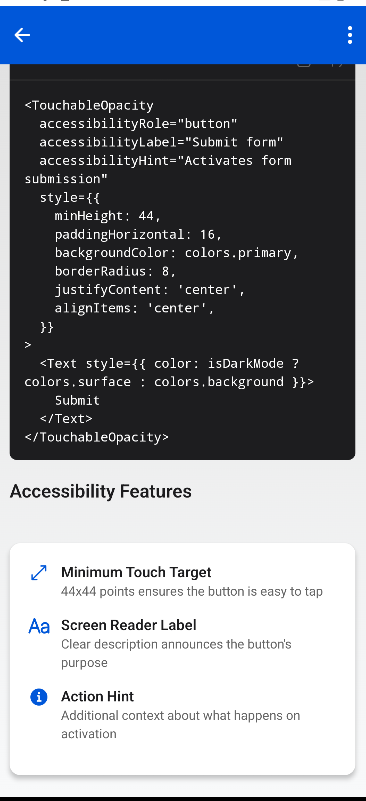 <TouchableOpacity
accessibilityRole="button"
accessibilityLabel="Submit form"
accessibilityHint="Activates form
submission"
style={{
minHeight: 44,
paddingHorizontal: 16,
backgroundColor: colors.primary,
borderRadius: 8,
justifyContent: 'center',
alignItems: 'center',
}}
>
<Text style={{ color: isDarkMode ?
colors.surface : colors.background }}>
Submit
</Text>
</TouchableOpacity>
Accessibility Features
Minimum Touch Target
44x44 points ensures the button is easy to tap
Aa Screen Reader Label
Clear description announces the button's
purpose
Action Hint
Additional context about what happens on
activation